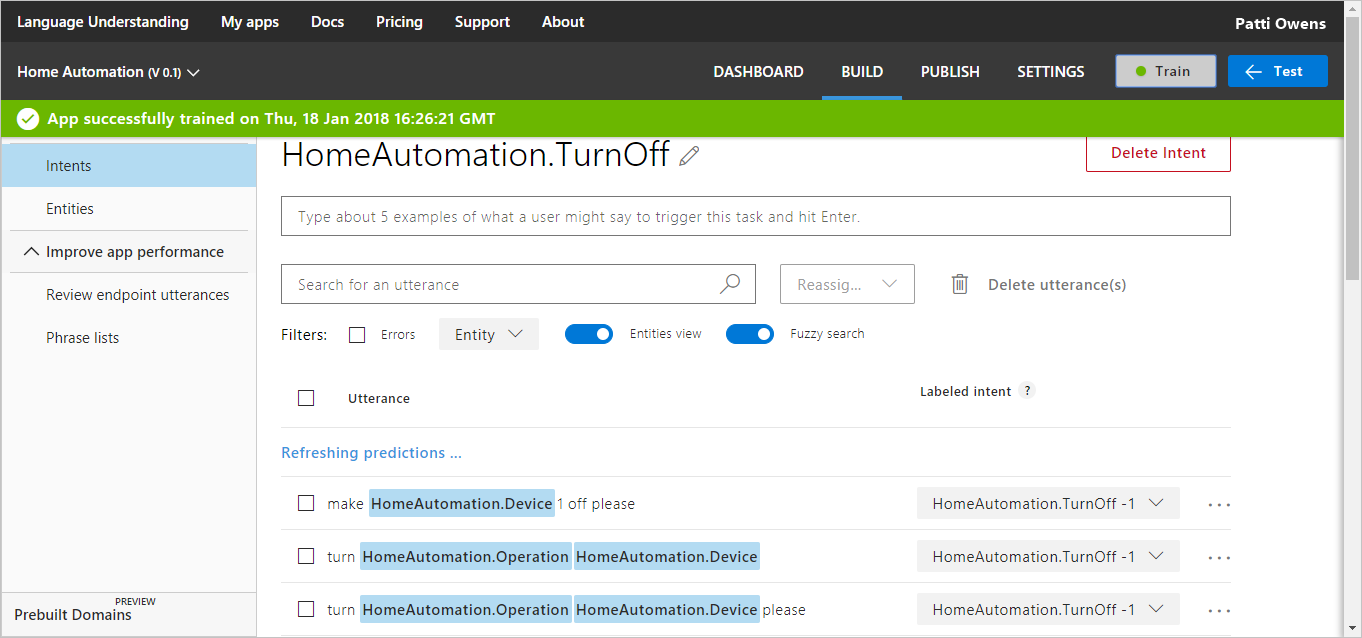 Language Understanding My apps Docs Pricing Support About Patti Owens
Home Automation (V 0.1) DASHBOARD BUILD PUBLISH SETTINGS Train Test
App successfully trained on Thu, 18 Jan 2018 16:26:21 GMT
Intents
Entities
Improve app performance
Review endpoint utterances
Phrase lists
PREVIEW
Prebuilt Domains
HomeAutomation.TurnOff Delete Intent
Type about 5 examples of what a user might say to trigger this task and hit Enter.
Search for an utterance Reassig... Delete utterance(s)
Filters: Errors Entity Entities view Fuzzy search
Utterance Labeled intent ?
Refreshing predictions ...
make HomeAutomation.Device 1 off please HomeAutomation.TurnOff -1 ...
turn HomeAutomation.Operation HomeAutomation.Device HomeAutomation.TurnOff -1 ...
turn HomeAutomation.Operation HomeAutomation.Device please HomeAutomation.TurnOff -1 ...